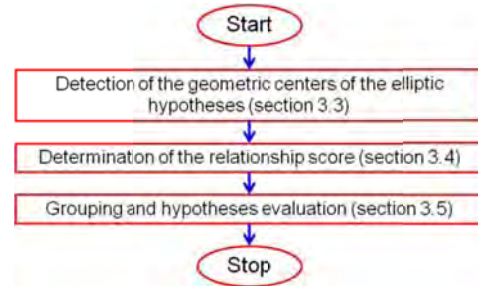 Start
Detection of the geometric centers of the elliptic
hypotheses (section 3.3)
Determination of the relationship score (section 3.4)
Grouping and hypotheses evaluation (section 3.5)
Stop